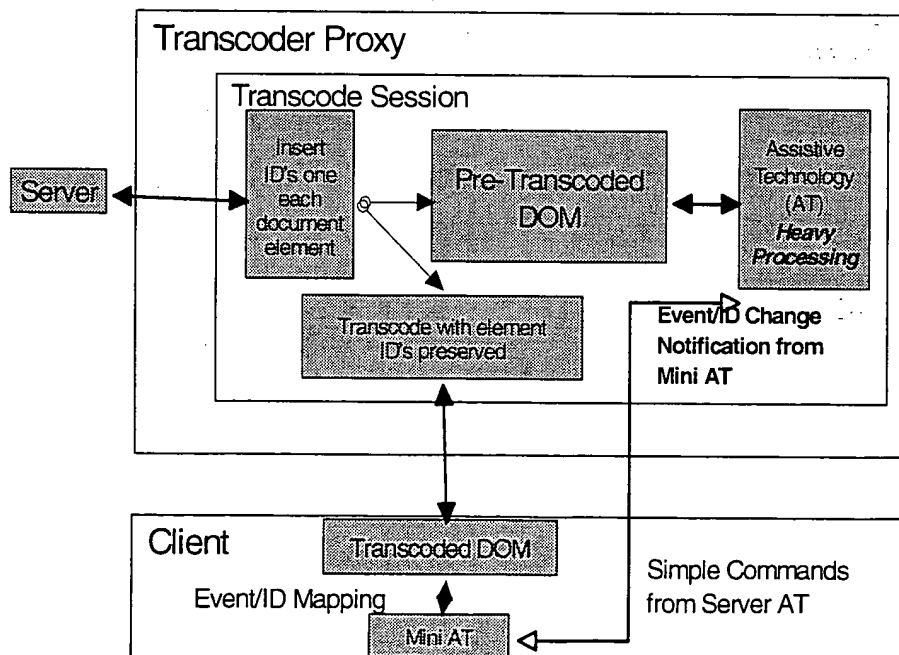 Transcoder Proxy
Transcode Session
Server
Insert
ID's one
each
document
element
Pre-Transcoded
DOM
Assistive
Technology
(AT)
Heavy
Processing
Transcode with element
ID's preserved
Event/ID Change
Notification from
Mini AT
Client
Transcoded DOM
Event/ID Mapping
Mini AT
Simple Commands
from Server AT